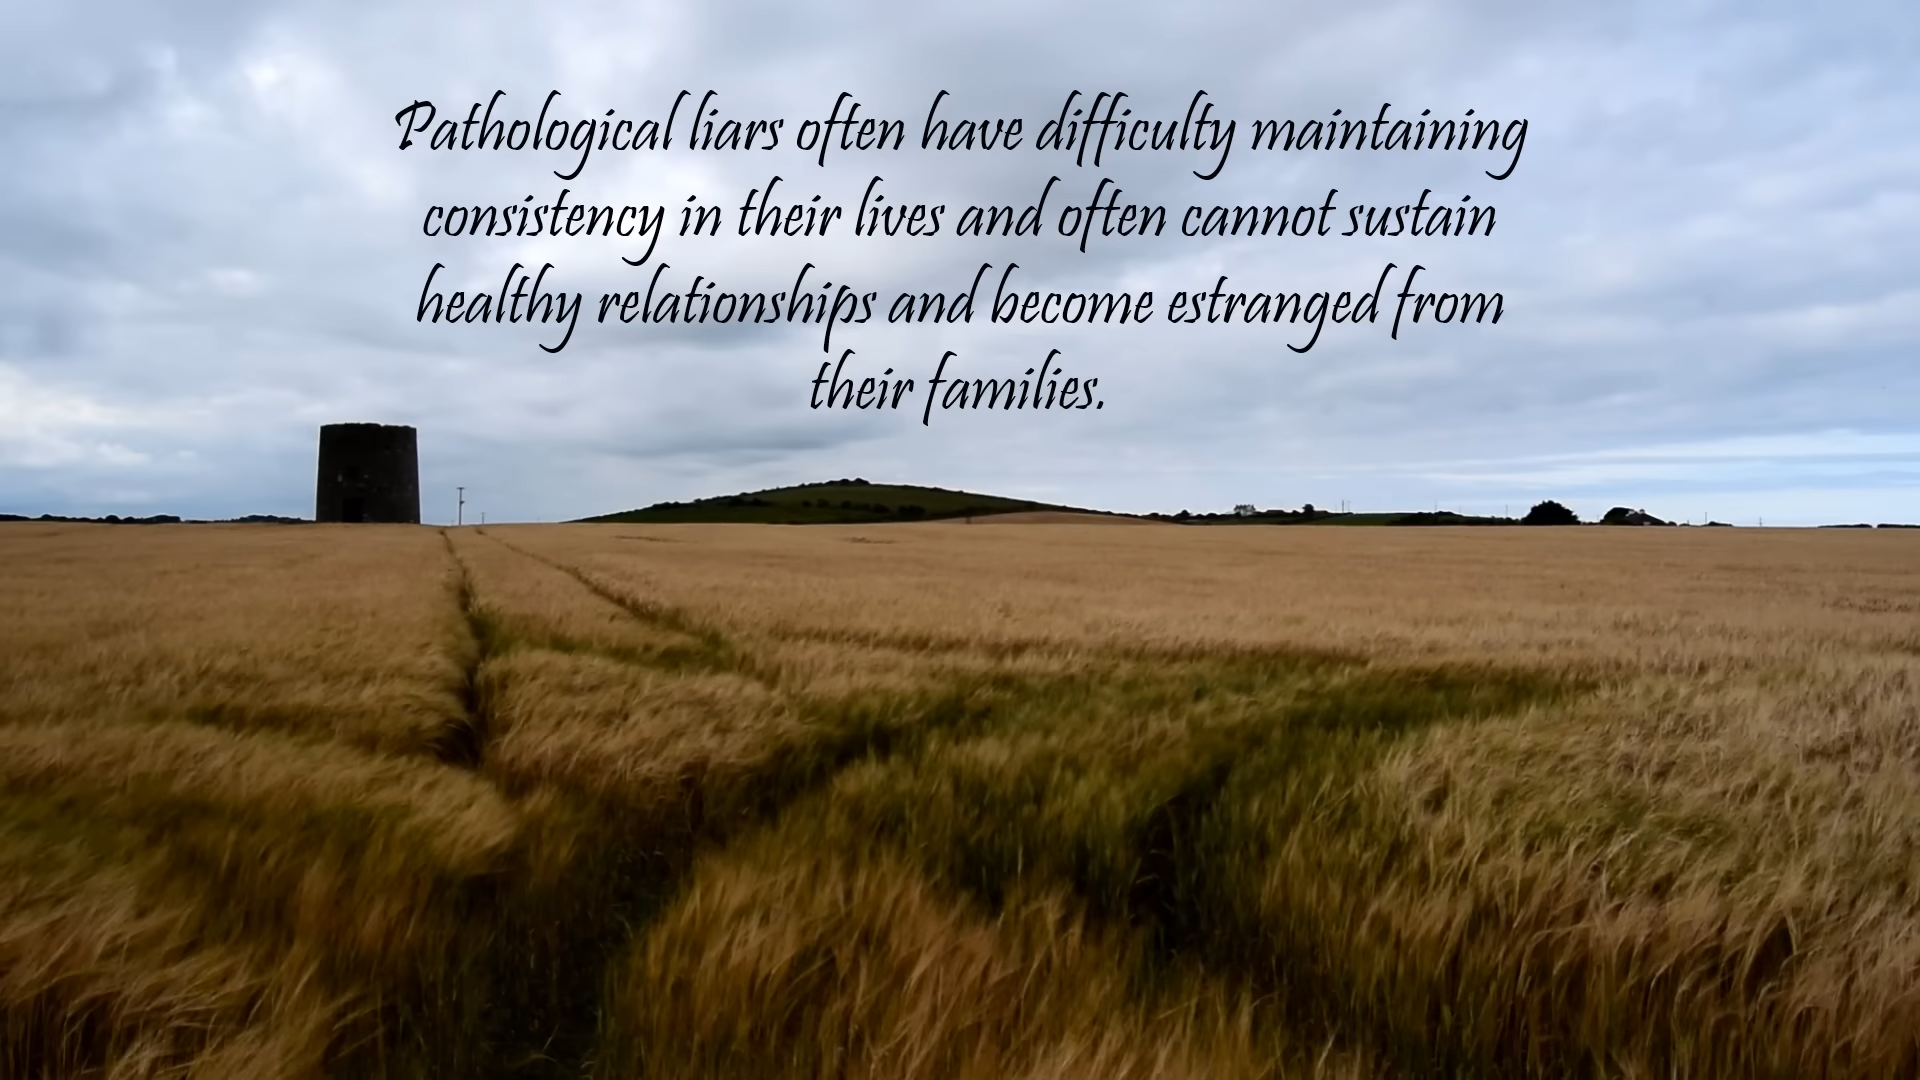 Pathological liars often have difficulty maintaining
consistency in their lives and often cannot sustain
healthy relationships and become estranged from
their families.